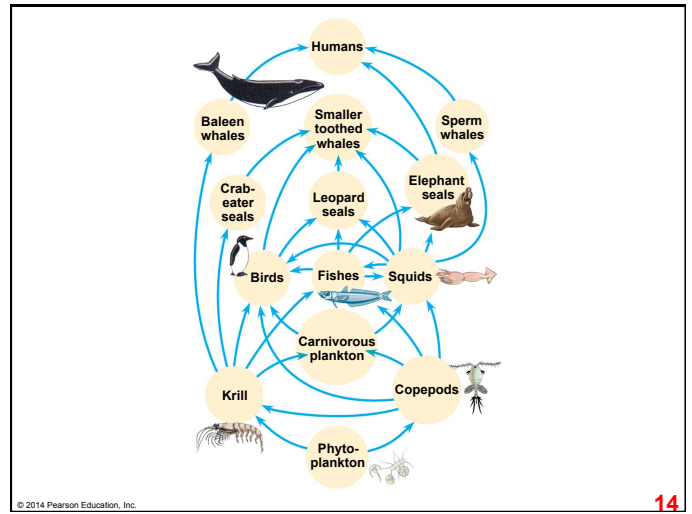 Humans
Baleen
whales
Smaller
toothed
whales
Sperm
whales
Crab-
eater
seals
Leopard
seals
Elephant
seals
Birds
Fishes
Squids
Carnivorous
plankton
Krill
Copepods
Phyto-
plankton
© 2014 Pearson Education, Inc.
14